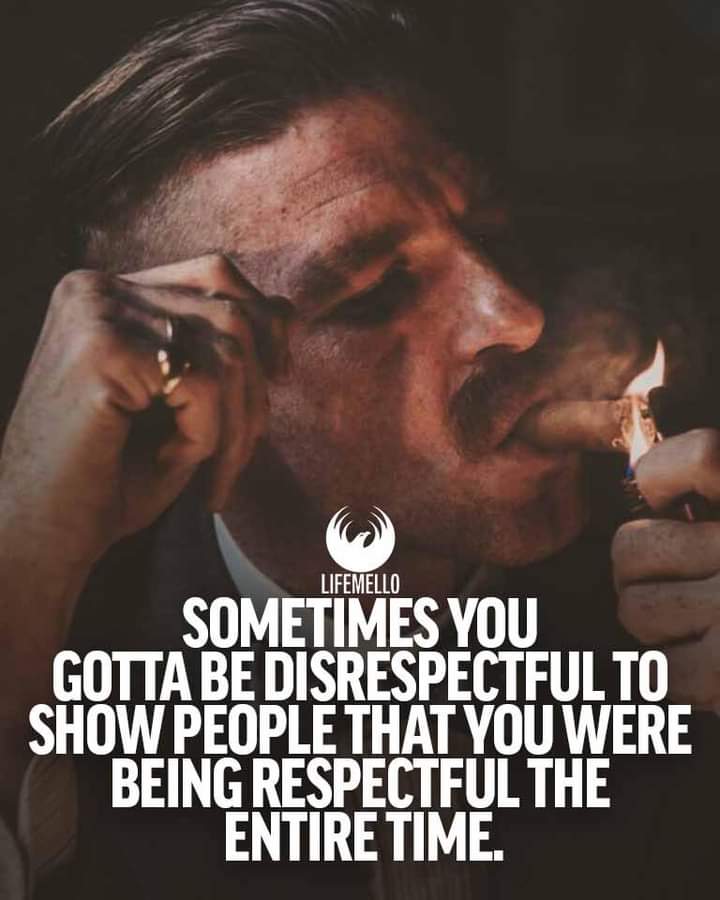 LIFEMELLO
SOMETIMES YOU
GOTTA BE DISRESPECTFUL TO
SHOW PEOPLE THAT YOU WERE
BEING RESPECTFUL THE
ENTIRE TIME.